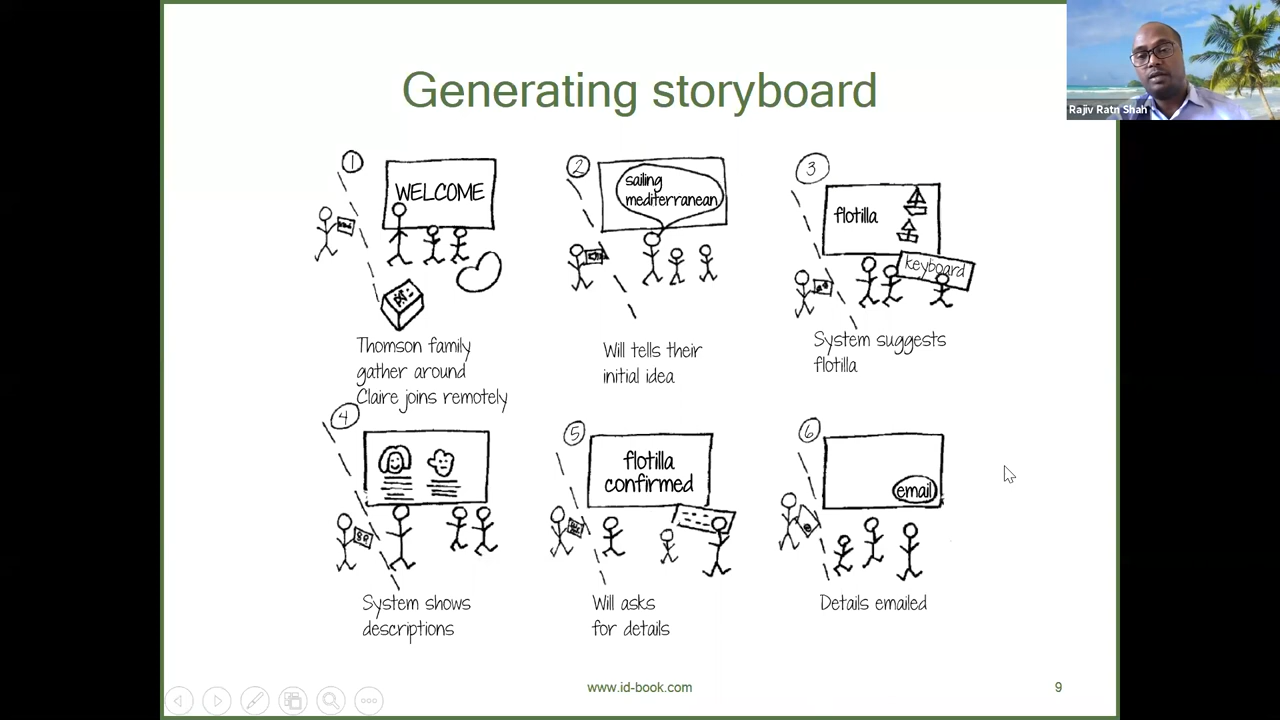 Generating storyboard
Rajiv Ratn Shah
1
WELCOME
Thomson family
gather around
Claire joins remotely
2
sailing
mediterranean
Will tells their
initial idea
3
flotilla
keyboard
System suggests
flotilla
4
System shows
descriptions
5
flotilla
confirmed
Will asks
for details
6
email
Details emailed
www.id-book.com
9